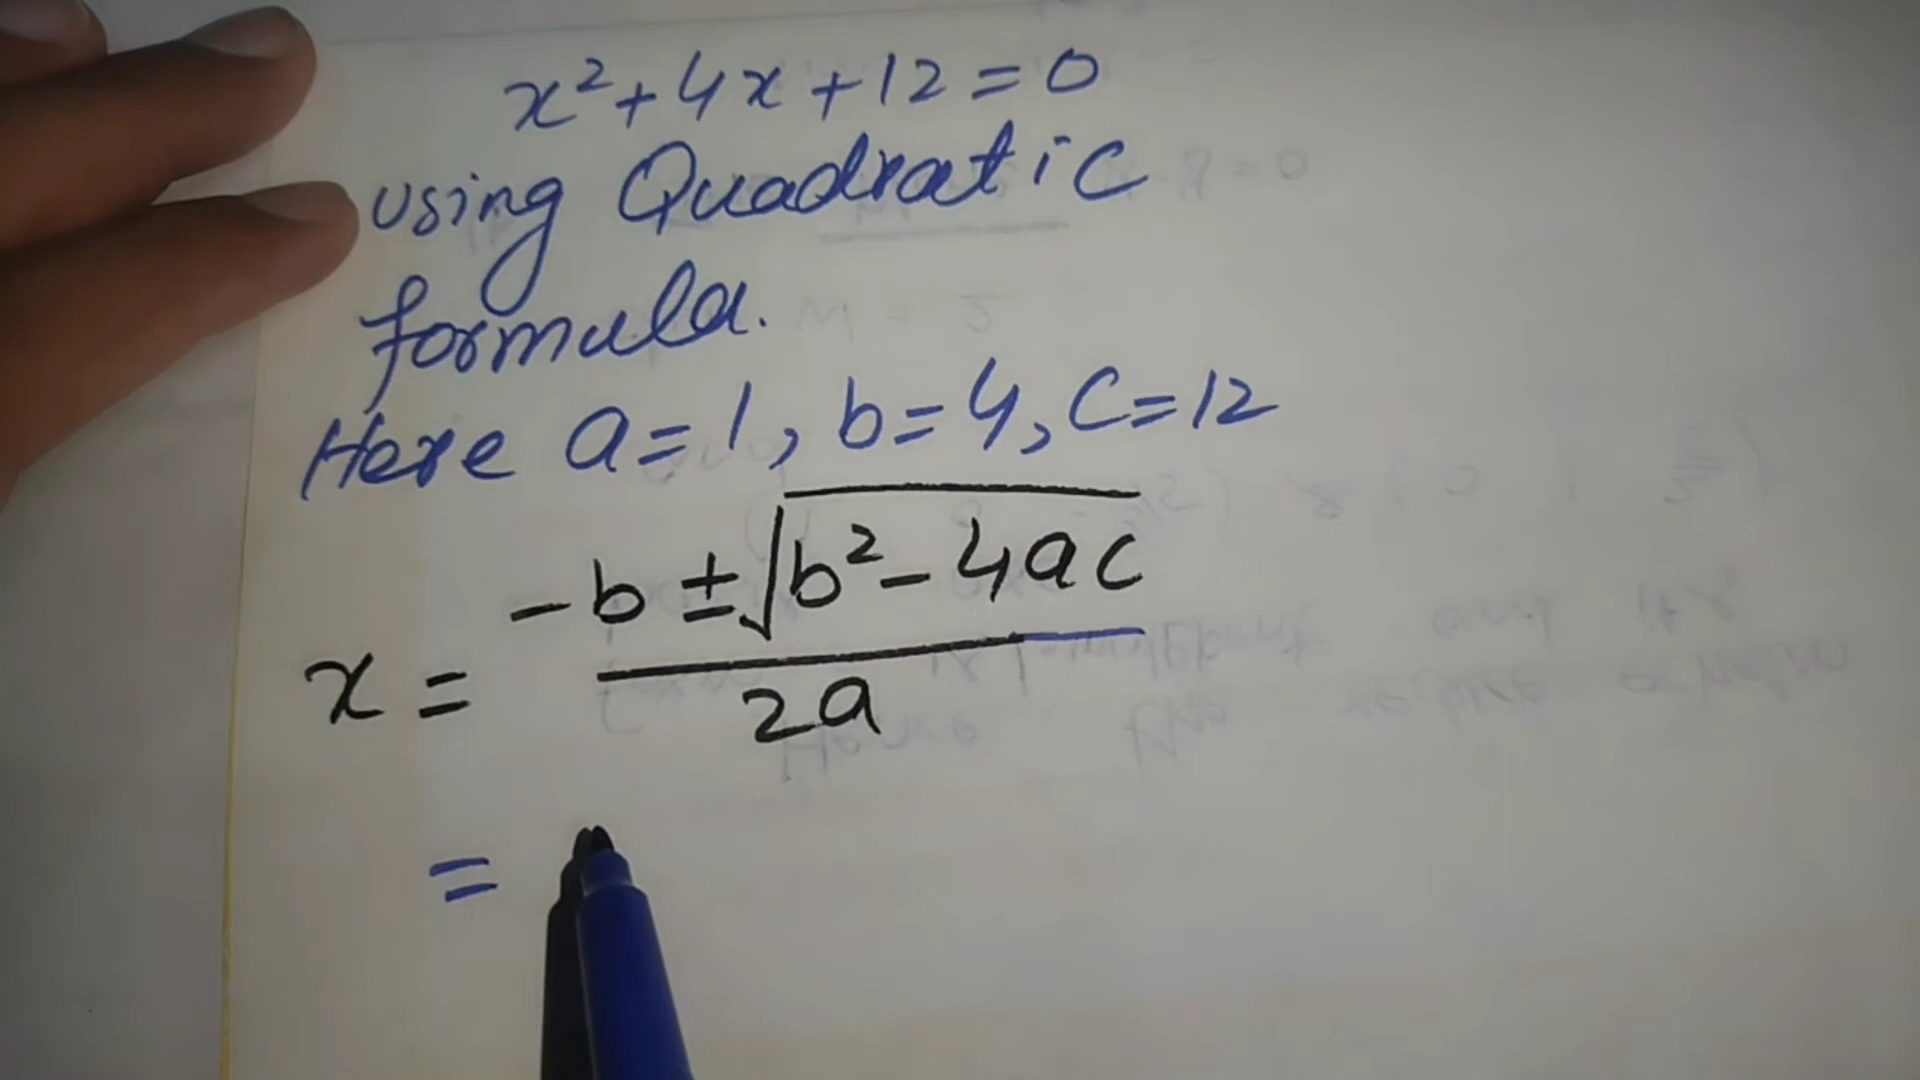 x²+4x+12=0
using Quadratic
formula.
Here a=1, b=4, c=12
x = -b ± √b²-4ac / 2a
=